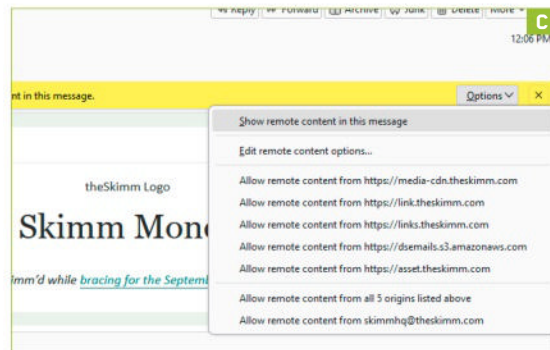 Reply Forward Archive Junk Delete More
C
12:06 PM
nt in this message.
Options
×
Show remote content in this message
Edit remote content options...
Allow remote content from https://media-cdn.theskimm.com
Allow remote content from https://link.theskimm.com
Allow remote content from https://links.theskimm.com
Allow remote content from https://dsemails.s3.amazonaws.com
Allow remote content from https://asset.theskimm.com
Allow remote content from all 5 origins listed above
Allow remote content from skimmhq@theskimm.com
theSkimm Logo
Skimm Mone
imm'd while bracing for the Septemb